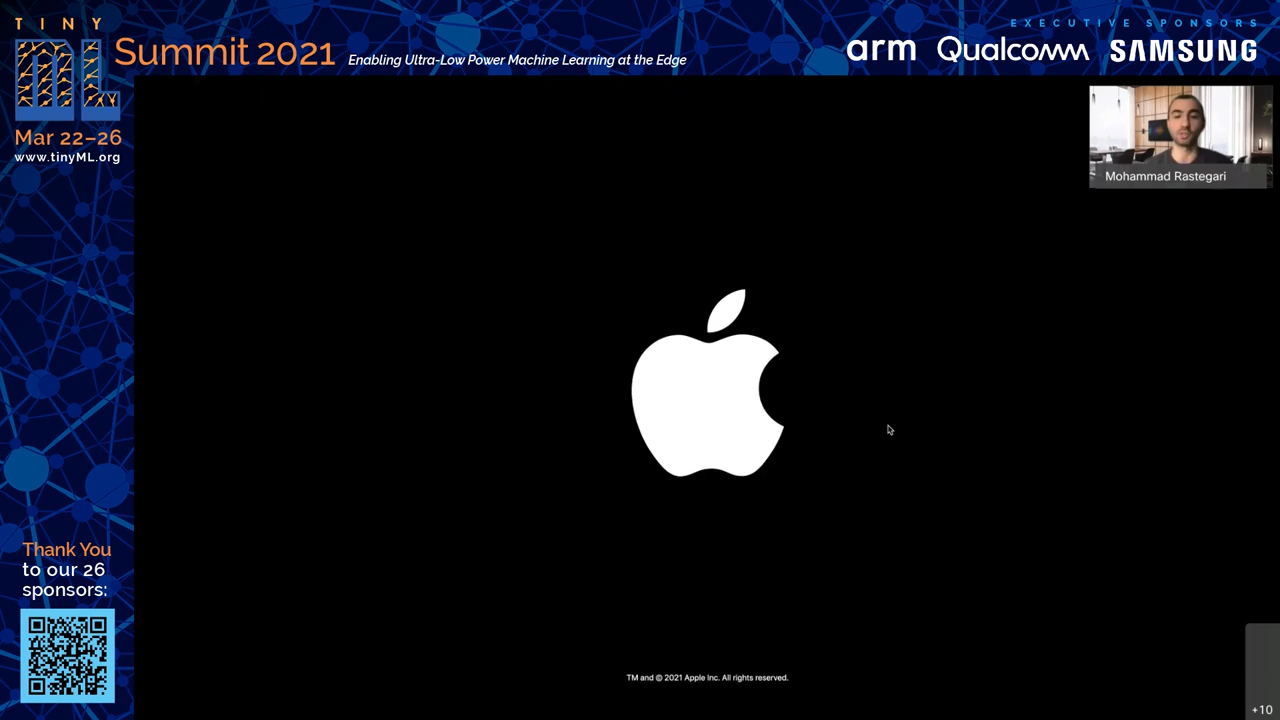 TINY
ML
Summit 2021
Enabling Ultra-Low Power Machine Learning at the Edge
EXECUTIVE SPONSORS
arm Qualcomm SAMSUNG
Mar 22–26
www.tinyML.org
Mohammad Rastegari
Thank You
to our 26
sponsors:
TM and © 2021 Apple Inc. All rights reserved.
+10